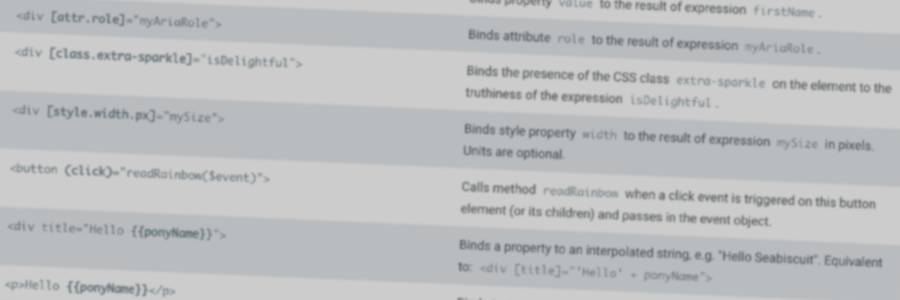 Binds property value to the result of expression firstName.
<div [attr.role]="myAriaRole">
Binds attribute role to the result of expression myAriaRole.
<div [class.extra-sparkle]="isDelightful">
Binds the presence of the CSS class extra-sparkle on the element to the
truthiness of the expression isDelightful.
<div [style.width.px]="mySize">
Binds style property width to the result of expression mySize in pixels.
Units are optional.
<button (click)="readRainbow($event)">
Calls method readRainbow when a click event is triggered on this button
element (or its children) and passes in the event object.
<div title="Hello {{ponyName}}">
Binds a property to an interpolated string, e.g. "Hello Seabiscuit". Equivalent
to: <div [title]="'Hello' + ponyName">
<p>Hello {{ponyName}}</p>